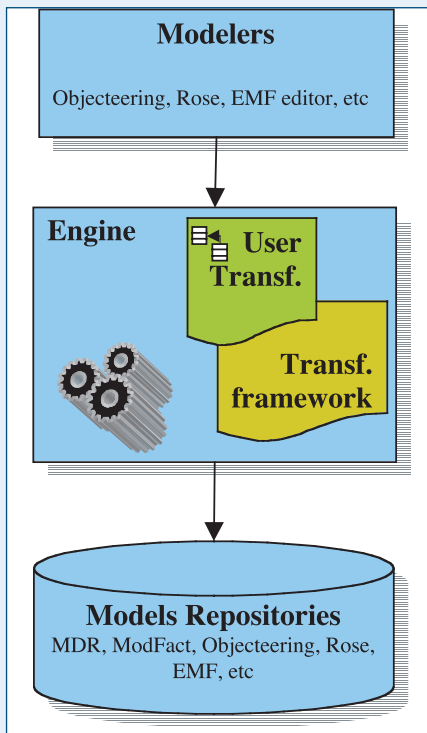 Modelers
Objecteering, Rose, EMF editor, etc
Engine
User
Transf.
Transf.
framework
Models Repositories
MDR, ModFact, Objecteering, Rose,
EMF, etc